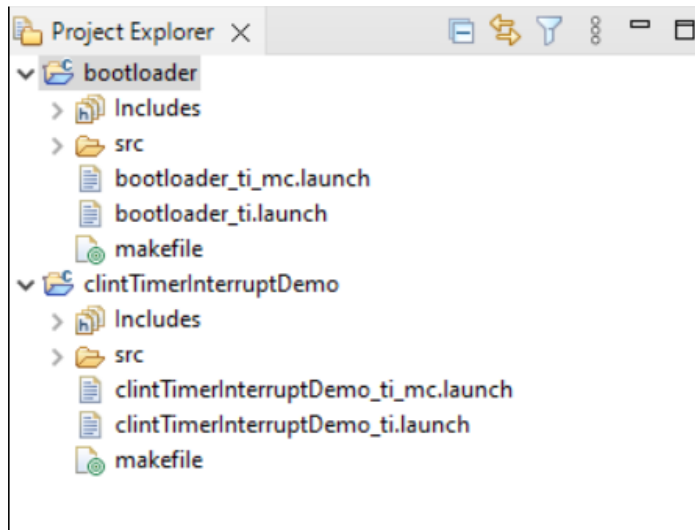 Project Explorer
bootloader
Includes
src
bootloader_ti_mc.launch
bootloader_ti.launch
makefile
clintTimerInterruptDemo
Includes
src
clintTimerInterruptDemo_ti_mc.launch
clintTimerInterruptDemo_ti.launch
makefile